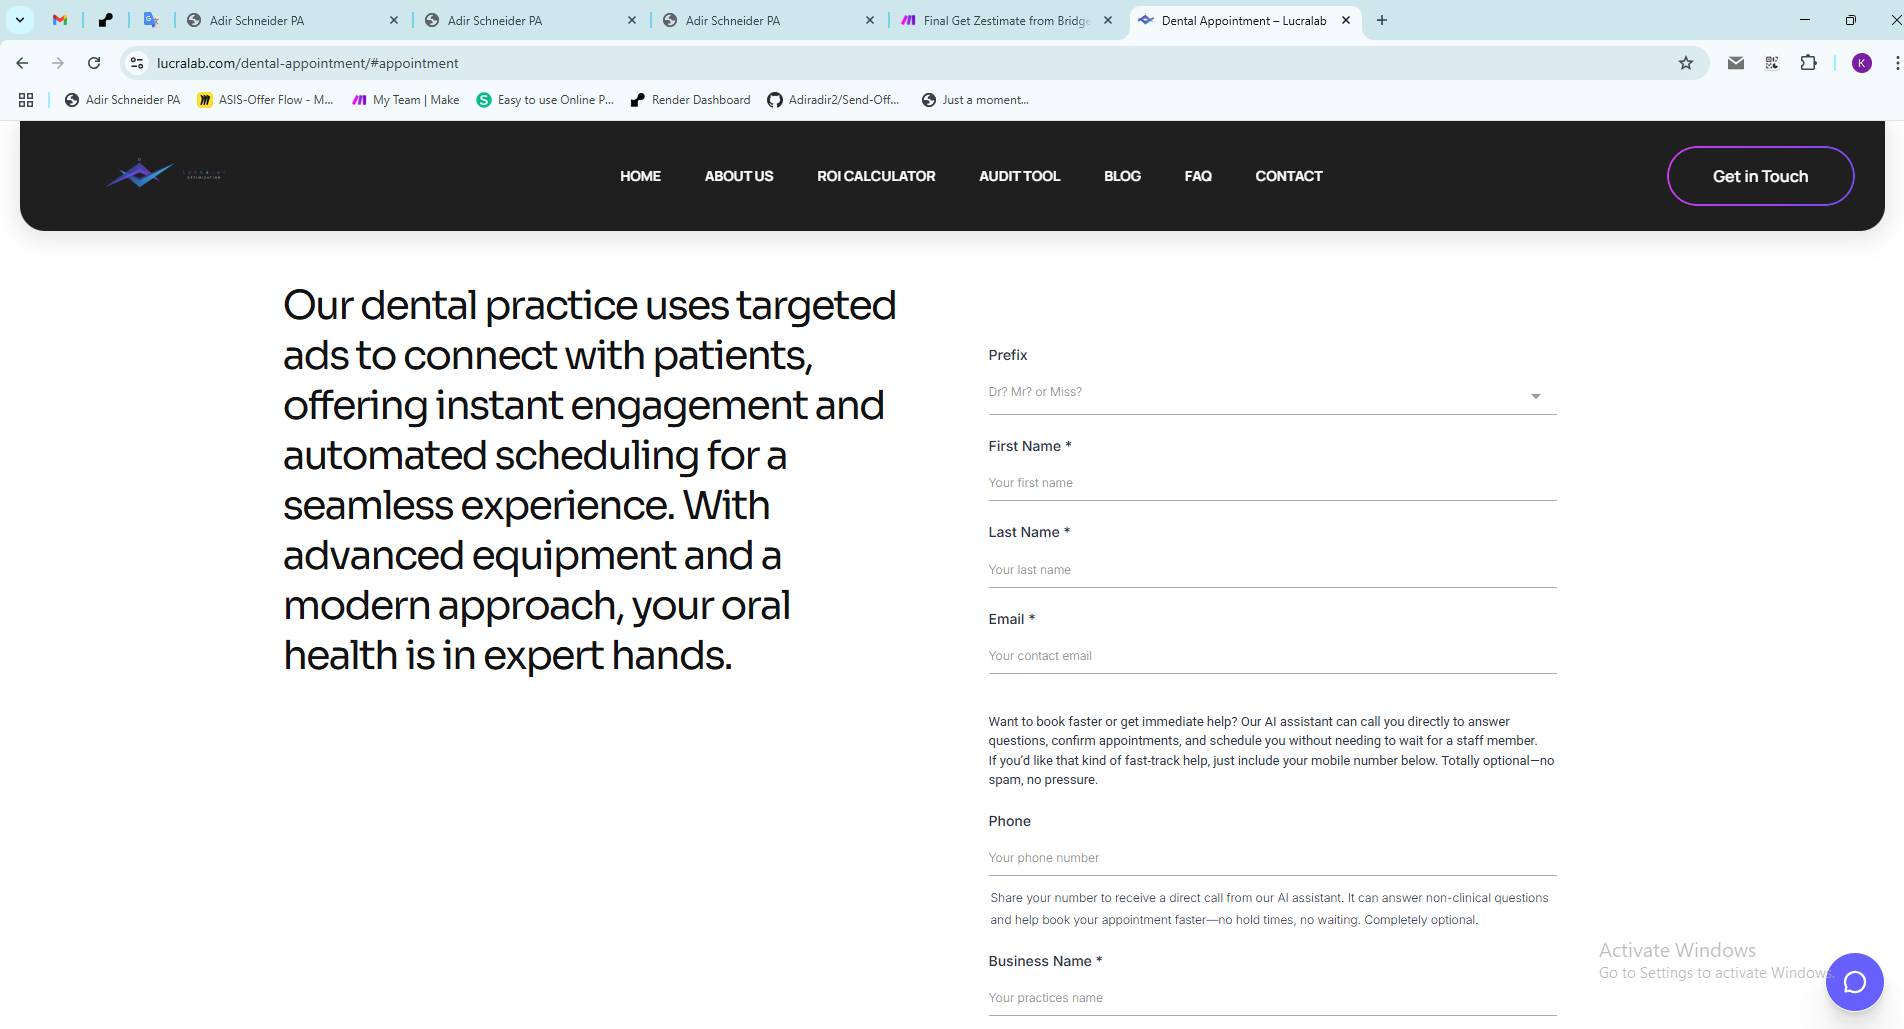 Adir Schneider PA
Adir Schneider PA
Adir Schneider PA
Final Get Zestimate from Bridge
Dental Appointment – Lucralab
lucralab.com/dental-appointment/#appointment
K
Adir Schneider PA
ASIS-Offer Flow - M...
My Team | Make
Easy to use Online P...
Render Dashboard
Adiradir2/Send-Off...
Just a moment...
OPTIMIZATION
HOME
ABOUT US
ROI CALCULATOR
AUDIT TOOL
BLOG
FAQ
CONTACT
Get in Touch
Our dental practice uses targeted
ads to connect with patients,
offering instant engagement and
automated scheduling for a
seamless experience. With
advanced equipment and a
modern approach, your oral
health is in expert hands.
Prefix
Dr? Mr? or Miss?
First Name *
Your first name
Last Name *
Your last name
Email *
Your contact email
Want to book faster or get immediate help? Our AI assistant can call you directly to answer
questions, confirm appointments, and schedule you without needing to wait for a staff member.
If you’d like that kind of fast-track help, just include your mobile number below. Totally optional—no
spam, no pressure.
Phone
Your phone number
Share your number to receive a direct call from our AI assistant. It can answer non-clinical questions
and help book your appointment faster—no hold times, no waiting. Completely optional.
Business Name *
Your practices name
Activate Windows
Go to Settings to activate Windows.